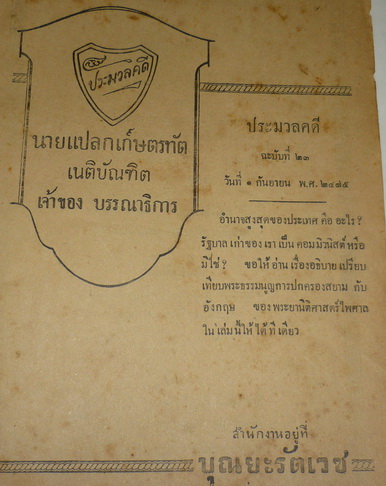 ประมวลคดี
นายแปลกเก์ษตรทัต
เนติบัณฑิต
เจ้าของ บรรณาธิการ
ประมวลคดี
ฉะบับที่ ๒๓
วันที่ ๑ กันยายน พ.ศ. ๒๔๗๕
อำนาจสูงสุดของประเทศ คือ อะไร?
รัฐบาล เก่าของ เรา เป็น คอมมิวนิสต์ หรือ
มิใช่? ขอให้ อ่าน เรื่องอธิบาย เปรียบ
เทียบพระธรรมนูญการปกครองสยาม กับ
อังกฤษ ของพระยานิติศาสตร์ไพศาล
ใน เล่ม นี้ให้ ได้ ที เดียว
สำนักงานอยู่ที่
บุณยะรัตเวช